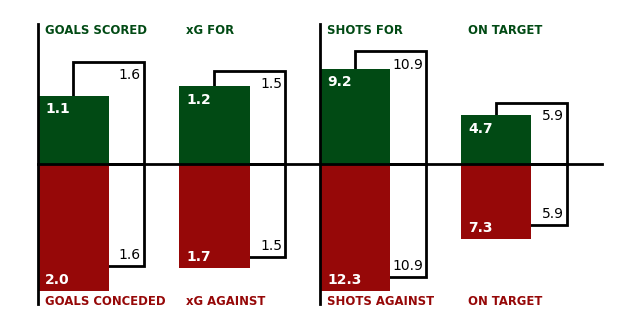 GOALS SCORED xG FOR SHOTS FOR ON TARGET
1.6 1.5 10.9 5.9
1.1 1.2 9.2 4.7
1.6 1.5 10.9 5.9
2.0 1.7 12.3 7.3
GOALS CONCEDED xG AGAINST SHOTS AGAINST ON TARGET